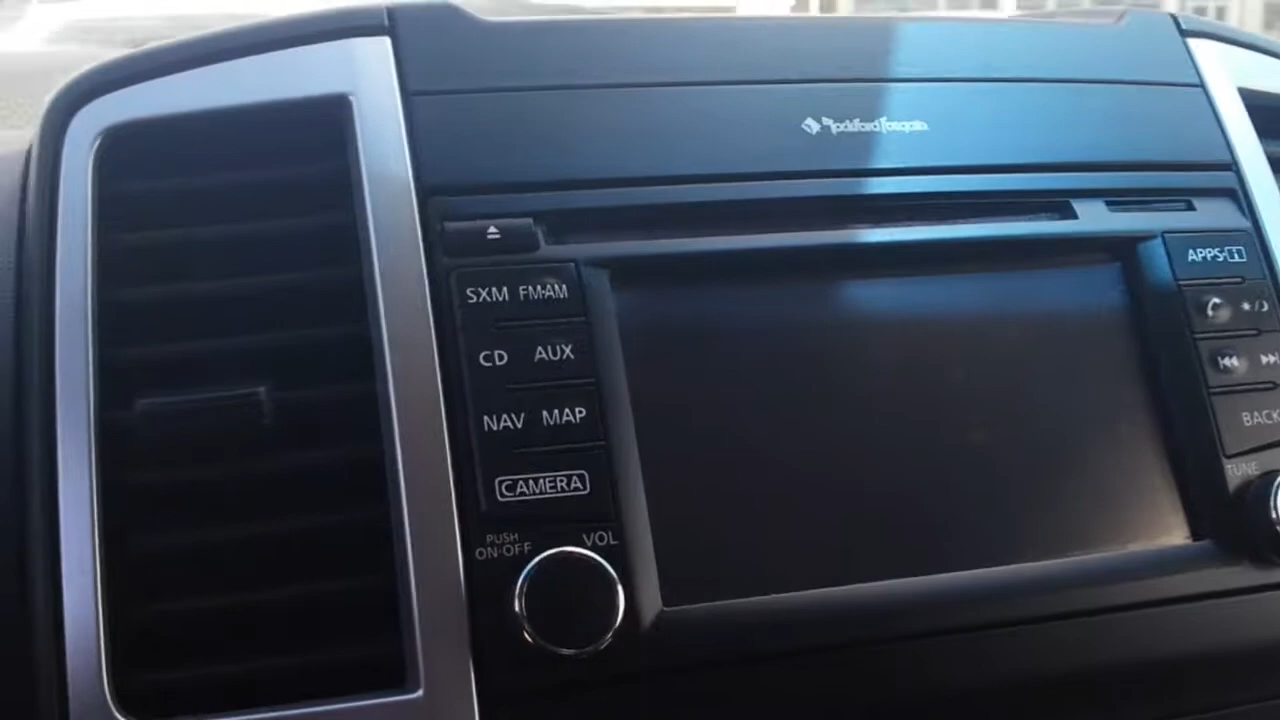 Rockford Fosgate
SXM FM·AM
CD AUX
NAV MAP
CAMERA
PUSH
ON·OFF
VOL
APPS·i
BACK
TUNE